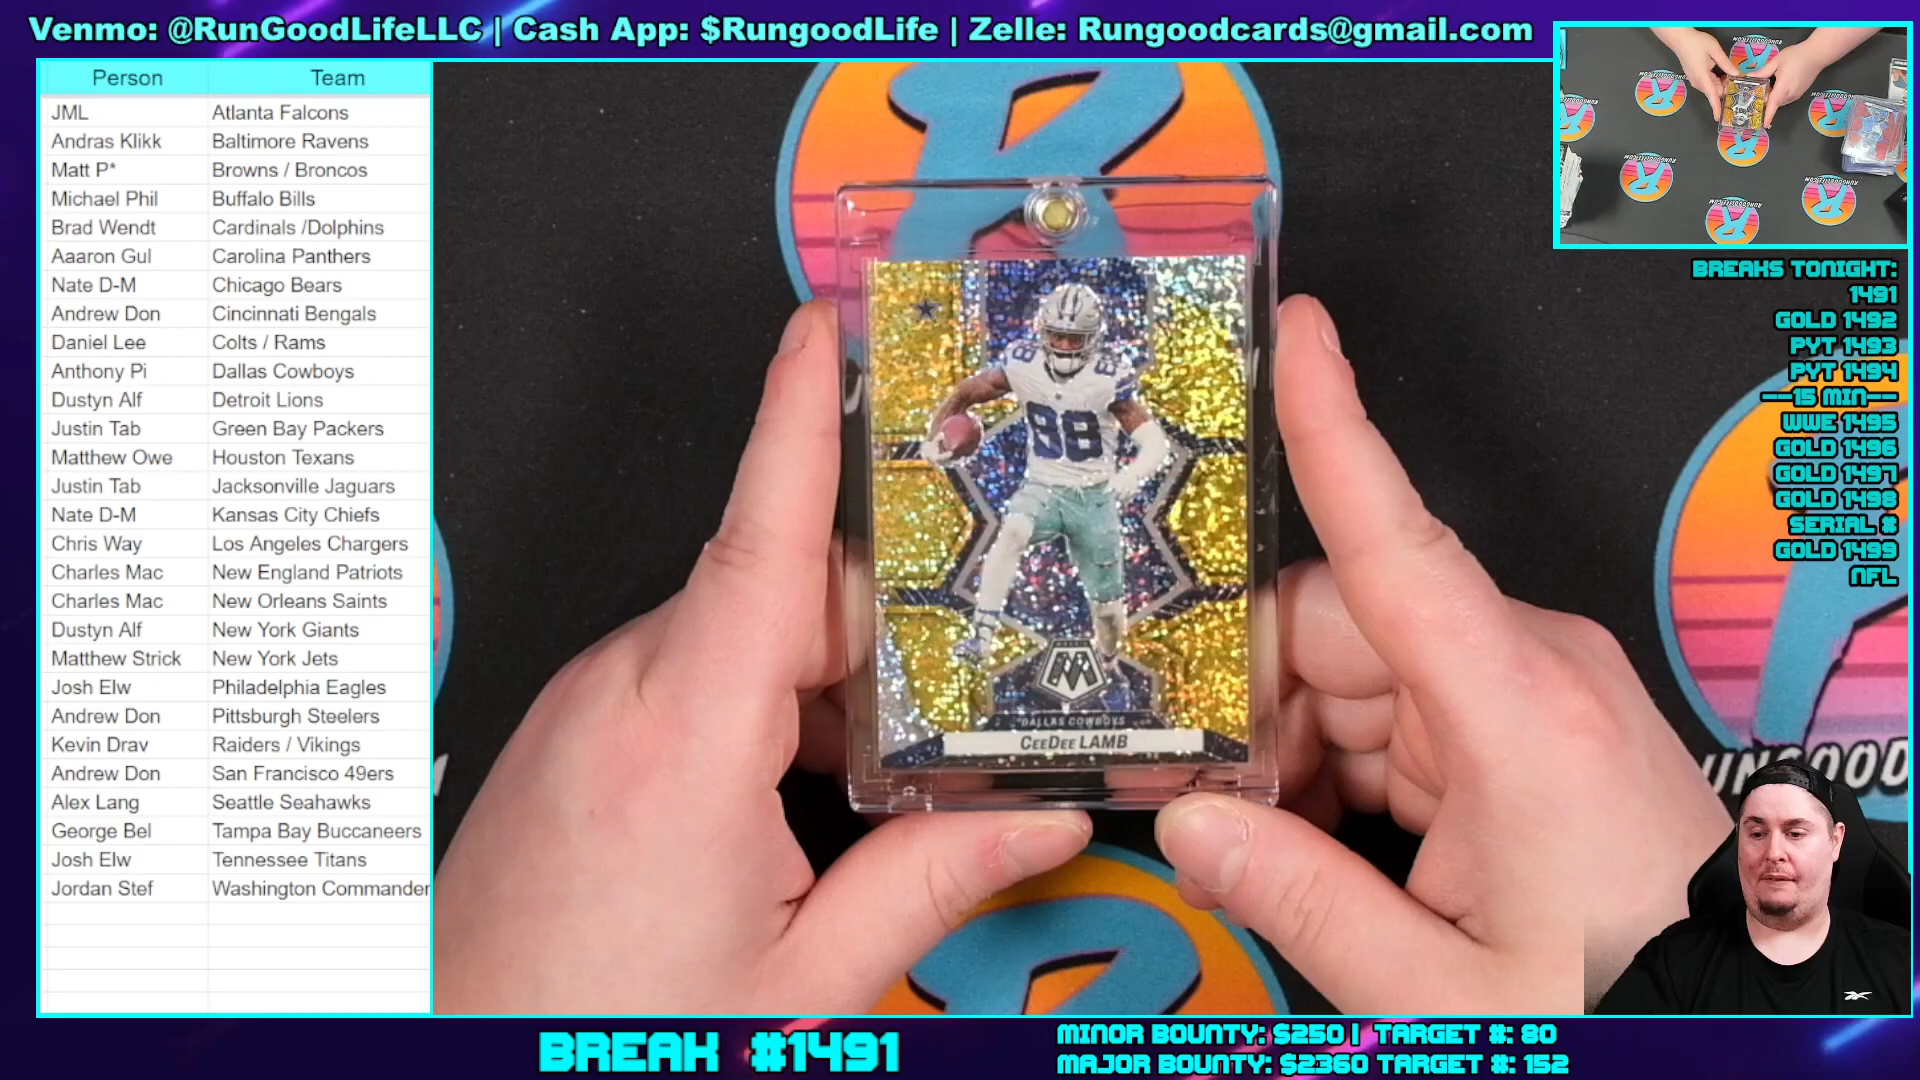 Venmo: @RunGoodLifeLLC | Cash App: $RungoodLife | Zelle: Rungoodcards@gmail.com
Person Team
JML Atlanta Falcons
Andras Klikk Baltimore Ravens
Matt P* Browns / Broncos
Michael Phil Buffalo Bills
Brad Wendt Cardinals /Dolphins
Aaaron Gul Carolina Panthers
Nate D-M Chicago Bears
Andrew Don Cincinnati Bengals
Daniel Lee Colts / Rams
Anthony Pi Dallas Cowboys
Dustyn Alf Detroit Lions
Justin Tab Green Bay Packers
Matthew Owe Houston Texans
Justin Tab Jacksonville Jaguars
Nate D-M Kansas City Chiefs
Chris Way Los Angeles Chargers
Charles Mac New England Patriots
Charles Mac New Orleans Saints
Dustyn Alf New York Giants
Matthew Strick New York Jets
Josh Elw Philadelphia Eagles
Andrew Don Pittsburgh Steelers
Kevin Drav Raiders / Vikings
Andrew Don San Francisco 49ers
Alex Lang Seattle Seahawks
George Bel Tampa Bay Buccaneers
Josh Elw Tennessee Titans
Jordan Stef Washington Commander
88
88
88
DALLAS COWBOYS
CEEDEE LAMB
BREAKS TONIGHT:
1491
GOLD 1492
PYT 1493
PYT 1494
--15 MIN--
WWE 1495
GOLD 1496
GOLD 1497
GOLD 1498
SERIAL #
GOLD 1499
NFL
BREAK #1491
MINOR BOUNTY: $250 | TARGET #: 80
MAJOR BOUNTY: $2360 TARGET #: 152